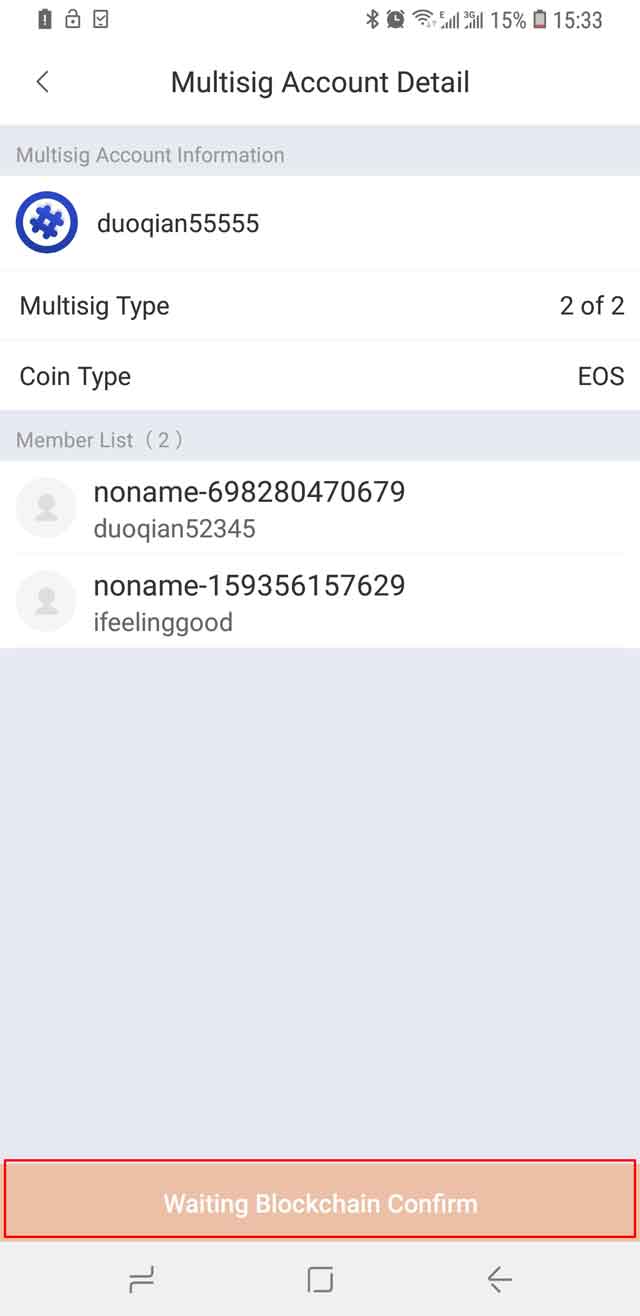 E 3G 15% 15:33
Multisig Account Detail
Multisig Account Information
duoqian55555
Multisig Type 2 of 2
Coin Type EOS
Member List ( 2 )
noname-698280470679
duoqian52345
noname-159356157629
ifeelinggood
Waiting Blockchain Confirm